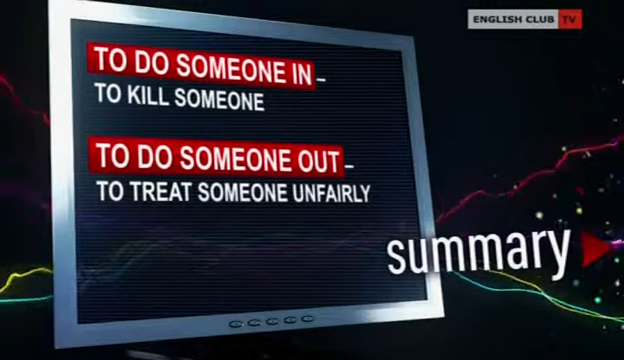 ENGLISH CLUB TV
TO DO SOMEONE IN –
TO KILL SOMEONE
TO DO SOMEONE OUT –
TO TREAT SOMEONE UNFAIRLY
summary